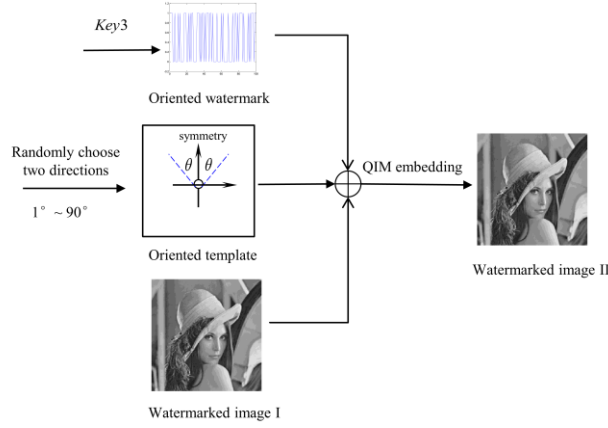 Key3
Oriented watermark
Randomly choose
two directions
1° ~ 90°
symmetry
θ θ
Oriented template
QIM embedding
Watermarked image II
Watermarked image I